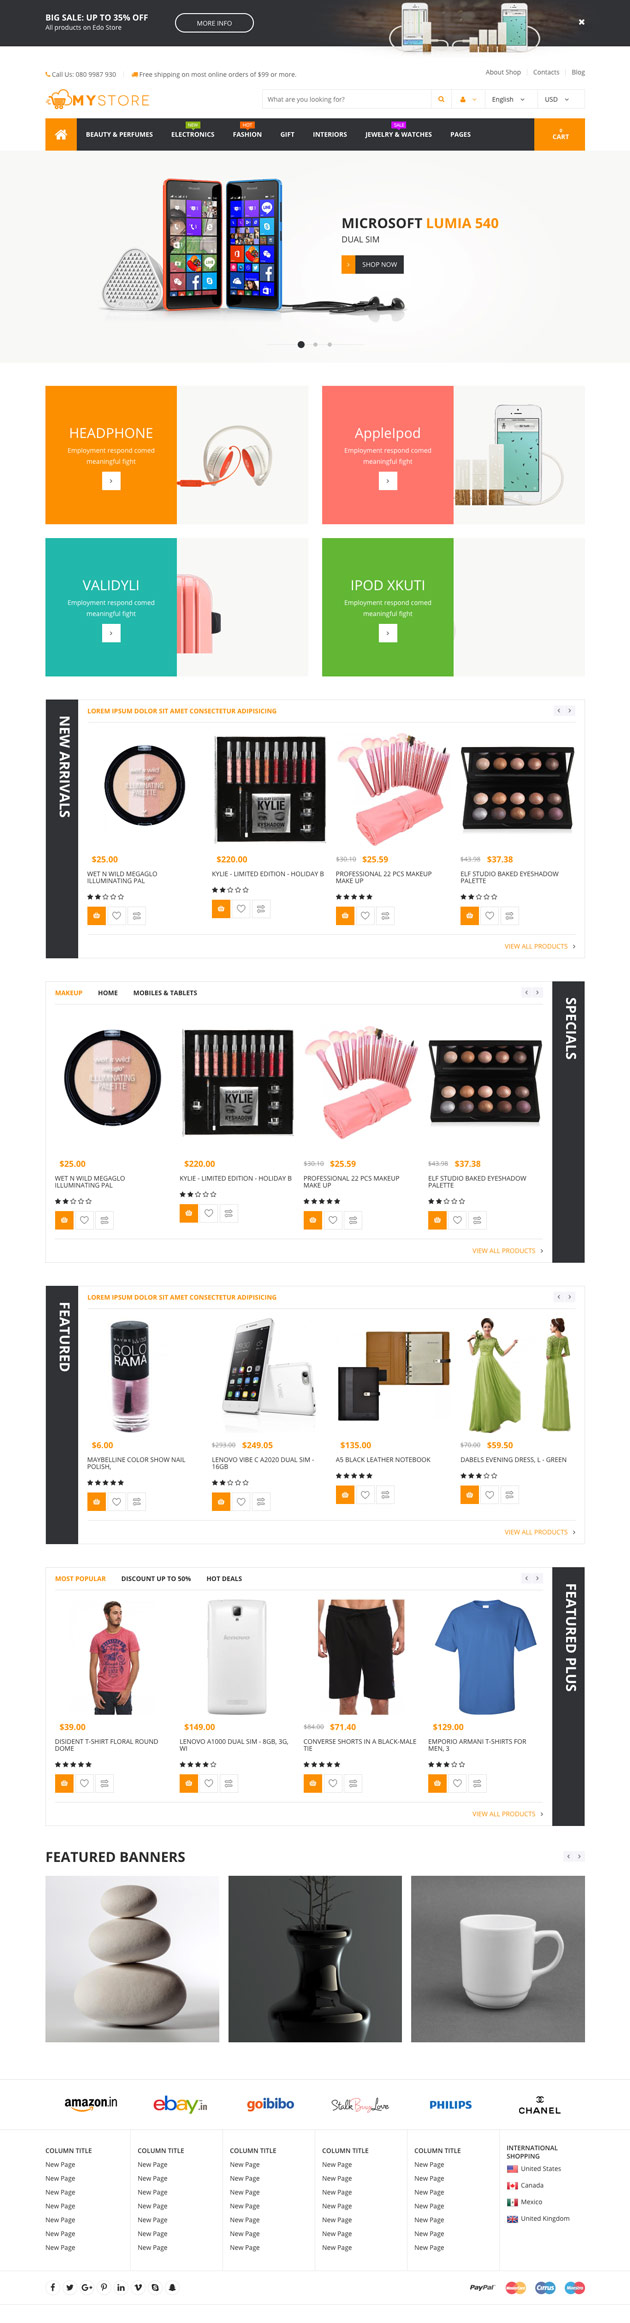 BIG SALE: UP TO 35% OFF
All products on Edo Store
MORE INFO
Call Us: 080 9987 930
Free shipping on most online orders of $99 or more.
About Shop
Contacts
Blog
MYSTORE
What are you looking for?
English
USD
BEAUTY & PERFUMES
NEW
ELECTRONICS
HOT
FASHION
GIFT
INTERIORS
SALE
JEWELRY & WATCHES
PAGES
CART
MICROSOFT LUMIA 540
DUAL SIM
SHOP NOW
HEADPHONE
Employment respond comed
meaningful fight
AppleIpod
Employment respond comed
meaningful fight
VALIDYLI
Employment respond comed
meaningful fight
IPOD XKUTI
Employment respond comed
meaningful fight
NEW ARRIVALS
LOREM IPSUM DOLOR SIT AMET CONSECTETUR ADIPISICING
wet n wild
ILLUMINATING
PALETTE
KYLIE
$25.00
WET N WILD MEGAGLO
ILLUMINATING PAL
$220.00
KYLIE - LIMITED EDITION - HOLIDAY B
$30.10 $25.59
PROFESSIONAL 22 PCS MAKEUP
MAKE UP
$43.98 $37.38
ELF STUDIO BAKED EYESHADOW
PALETTE
VIEW ALL PRODUCTS
SPECIALS
MAKEUP
HOME
MOBILES & TABLETS
wet n wild
ILLUMINATING
PALETTE
KYLIE
$25.00
WET N WILD MEGAGLO
ILLUMINATING PAL
$220.00
KYLIE - LIMITED EDITION - HOLIDAY B
$30.10 $25.59
PROFESSIONAL 22 PCS MAKEUP
MAKE UP
$43.98 $37.38
ELF STUDIO BAKED EYESHADOW
PALETTE
VIEW ALL PRODUCTS
FEATURED
LOREM IPSUM DOLOR SIT AMET CONSECTETUR ADIPISICING
MAYBELLINE
COLO
RAMA
$6.00
MAYBELLINE COLOR SHOW NAIL
POLISH,
$293.00 $249.05
LENOVO VIBE C A2020 DUAL SIM -
16GB
$135.00
A5 BLACK LEATHER NOTEBOOK
$70.00 $59.50
DABELS EVENING DRESS, L - GREEN
VIEW ALL PRODUCTS
FEATURED PLUS
MOST POPULAR
DISCOUNT UP TO 50%
HOT DEALS
lenovo
$39.00
DISIDENT T-SHIRT FLORAL ROUND
DOME
$149.00
LENOVO A1000 DUAL SIM - 8GB, 3G,
WI
$84.00 $71.40
CONVERSE SHORTS IN A BLACK-MALE
TIE
$129.00
EMPORIO ARMANI T-SHIRTS FOR
MEN, 3
VIEW ALL PRODUCTS
FEATURED BANNERS
amazon.in
ebay.in
goibibo
StalkBuyLove
PHILIPS
CHANEL
COLUMN TITLE
New Page
New Page
New Page
New Page
New Page
New Page
New Page
COLUMN TITLE
New Page
New Page
New Page
New Page
New Page
New Page
New Page
COLUMN TITLE
New Page
New Page
New Page
New Page
New Page
New Page
New Page
COLUMN TITLE
New Page
New Page
New Page
New Page
New Page
New Page
New Page
COLUMN TITLE
New Page
New Page
New Page
New Page
New Page
New Page
New Page
INTERNATIONAL
SHOPPING
United States
Canada
Mexico
United Kingdom
PayPal
MasterCard
Cirrus
Maestro